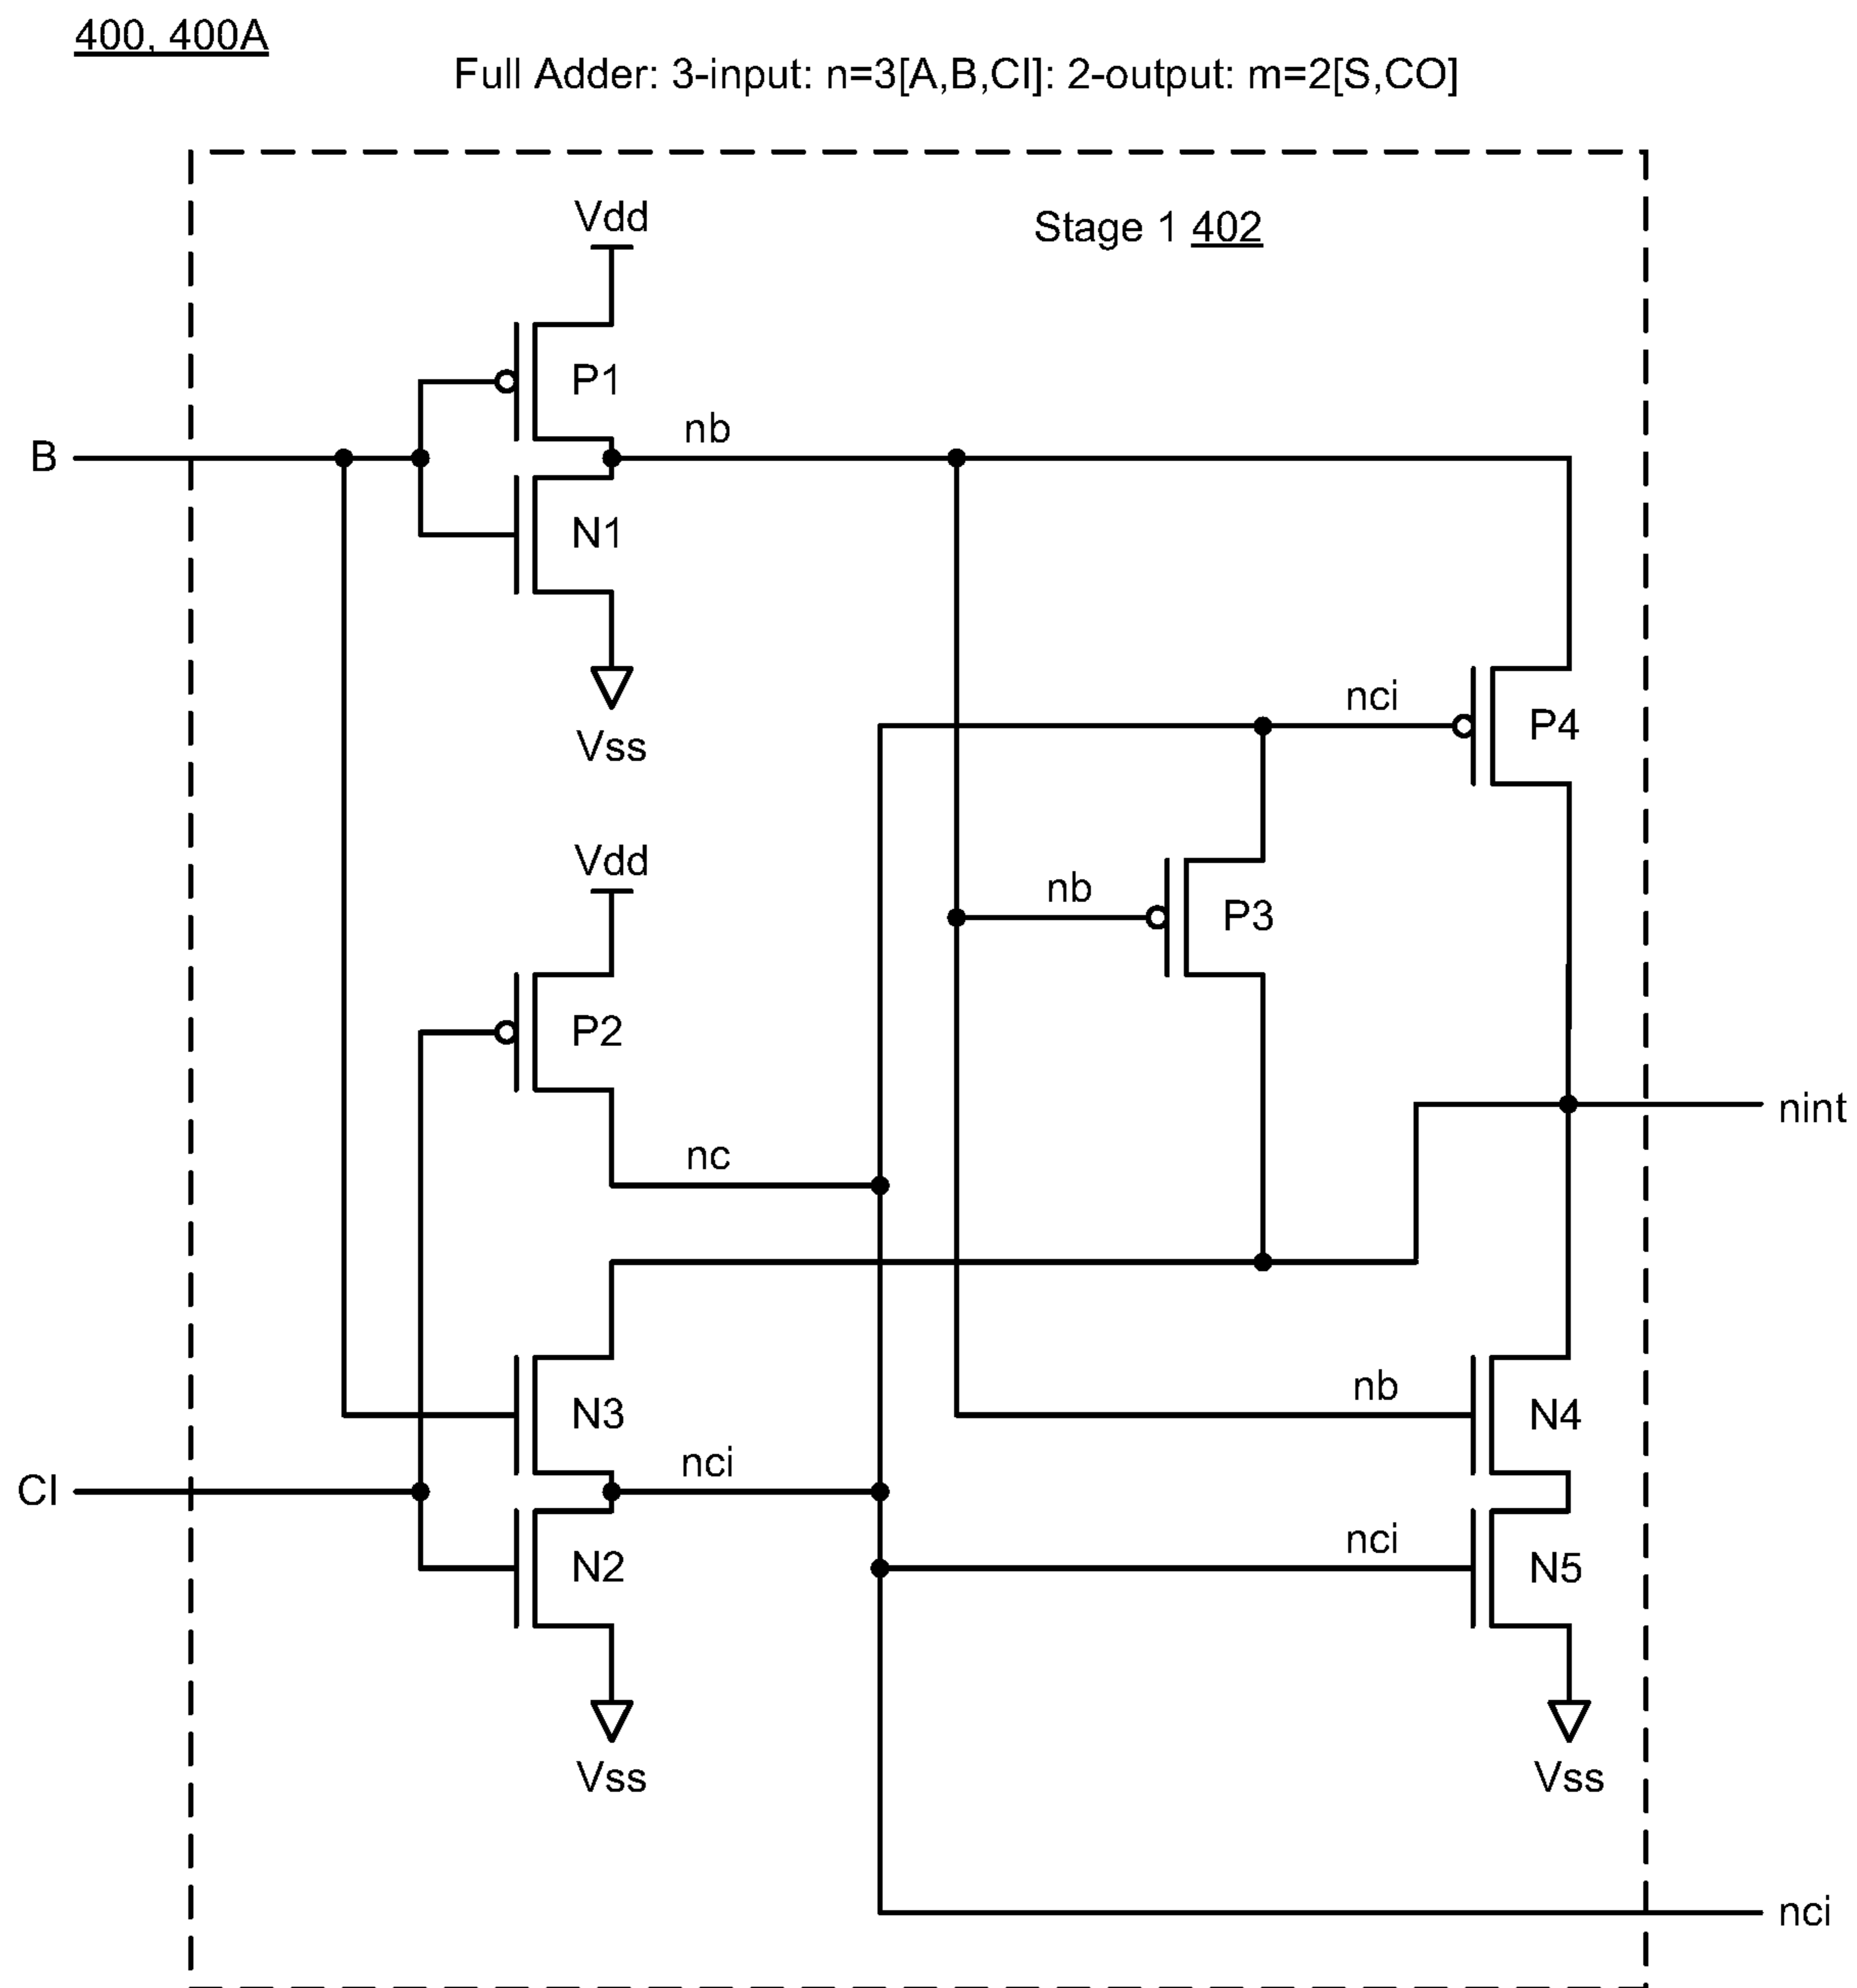 400, 400A
Full Adder: 3-input: n=3[A,B,CI]: 2-output: m=2[S,CO]
Vdd
Stage 1 402
P1
nb
B
N1
nci
P4
Vss
Vdd
nb
P3
P2
nint
nc
nb
N3
N4
nci
CI
nci
N2
N5
Vss
Vss
nci